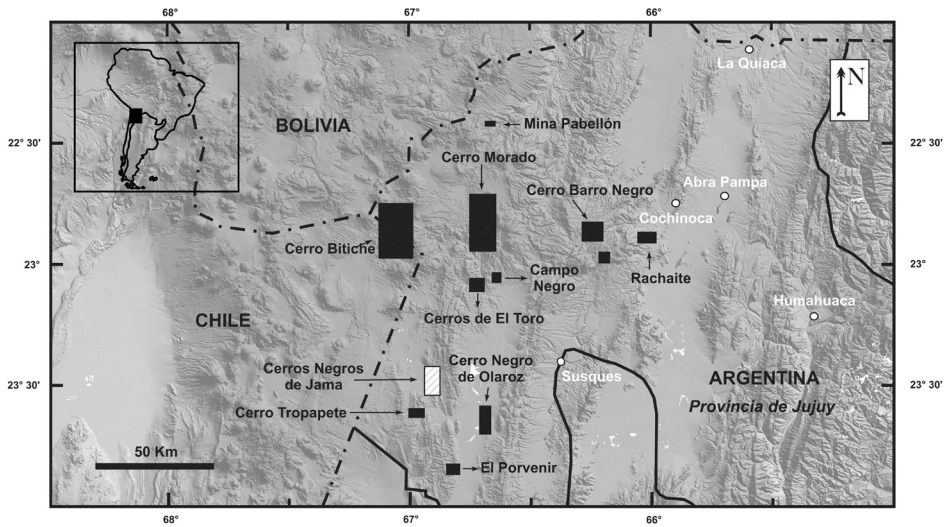 68°
67°
66°
La Quiaca
N
BOLIVIA
Mina Pabellón
22° 30'
22° 30'
Cerro Morado
Cerro Barro Negro
Abra Pampa
Cochinoca
Cerro Bitiche
23°
23°
Campo
Negro
Rachaite
Humahuaca
Cerros de El Toro
CHILE
Cerros Negros
de Jama
Cerro Negro
de Olaroz
Susques
23° 30'
23° 30'
ARGENTINA
Provincia de Jujuy
Cerro Tropapete
50 Km
El Porvenir
68°
67°
66°